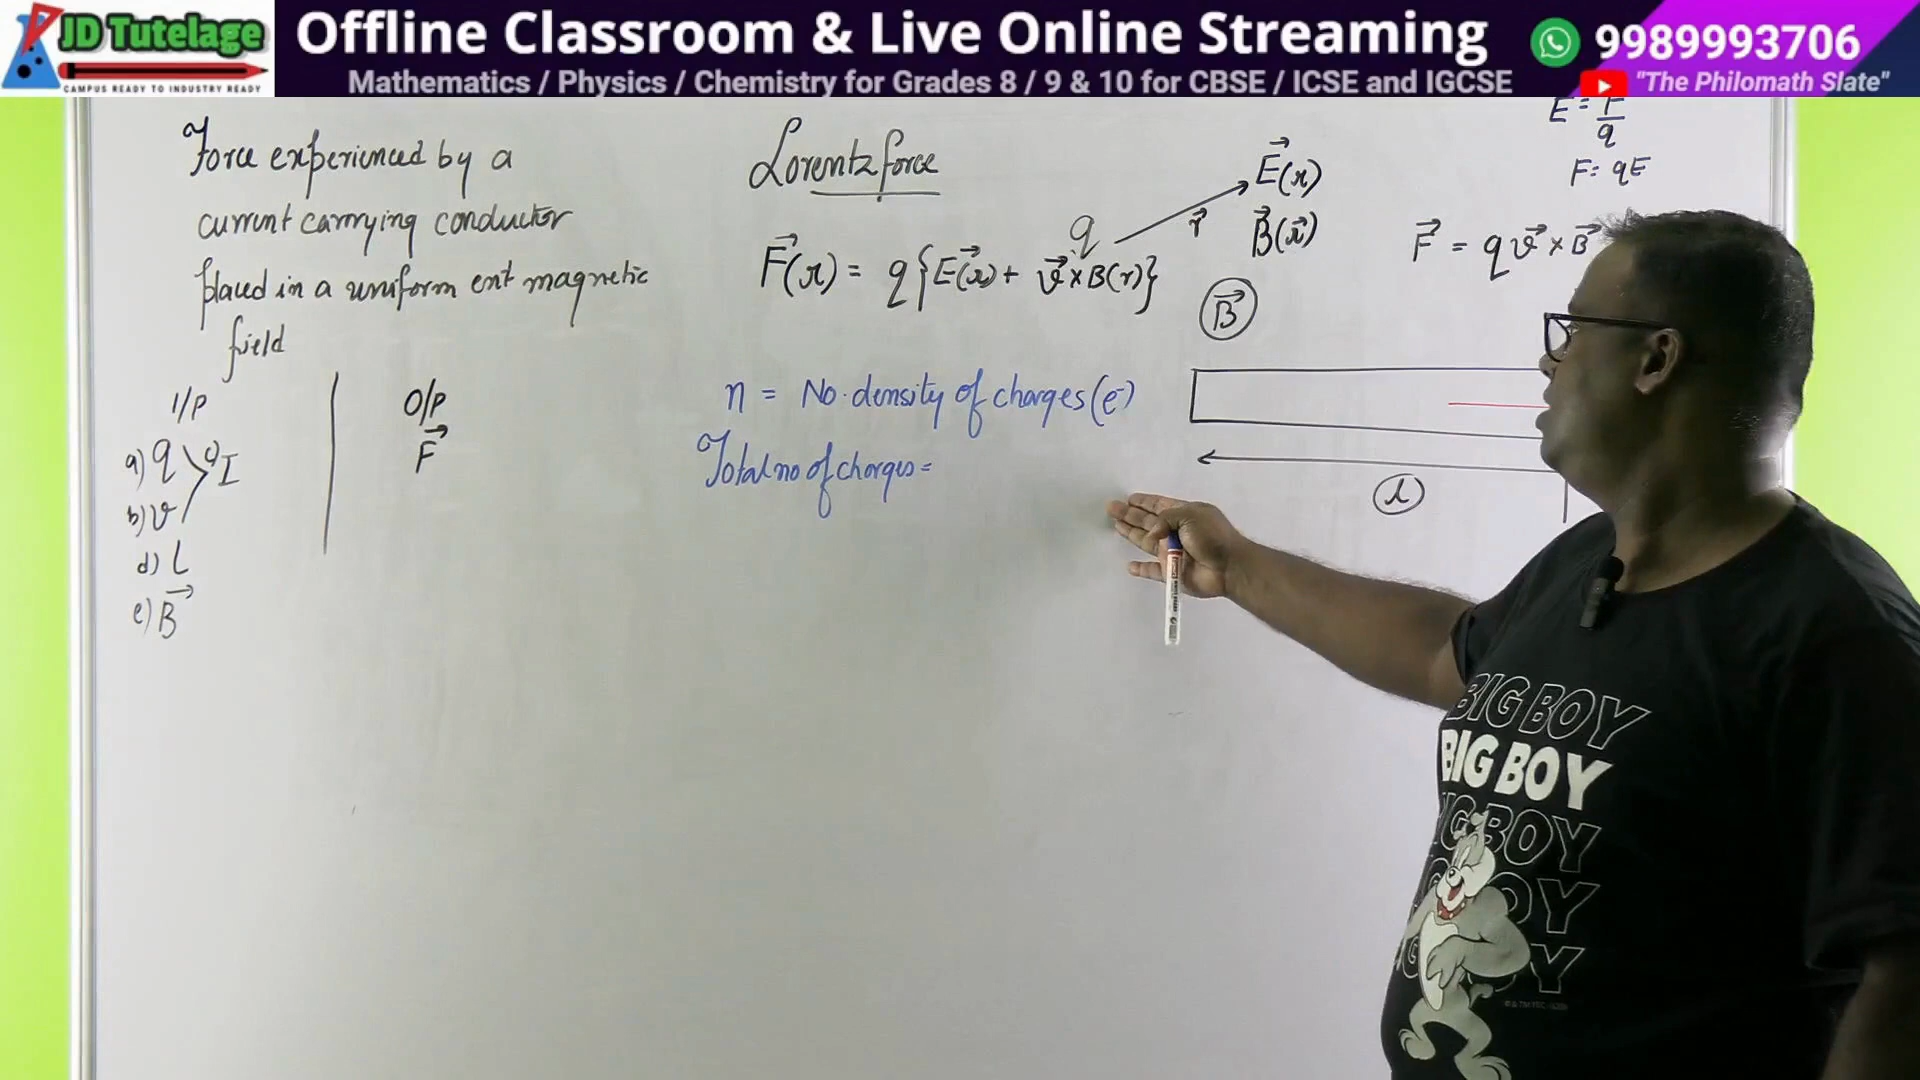 JD Tutelage
CAMPUS READY TO INDUSTRY READY
Offline Classroom & Live Online Streaming
Mathematics / Physics / Chemistry for Grades 8 / 9 & 10 for CBSE / ICSE and IGCSE
9989993706
"The Philomath Slate"
Force experienced by a
current carrying conductor
placed in a uniform ext magnetic
field
I/P
O/P
a) q
I
b) v
d) L
e) B⃗
F⃗
Lorentz force
F⃗(r) = q{E⃗(r) + v⃗ × B(r)}
q
r⃗
E⃗(r)
B⃗(r⃗)
E = F/q
F = qE
F⃗ = qv⃗ × B⃗
B⃗
n = No. density of charges (e⁻)
Total no of charges =
l
BIG BOY
BIG BOY
BOY
OY
OY